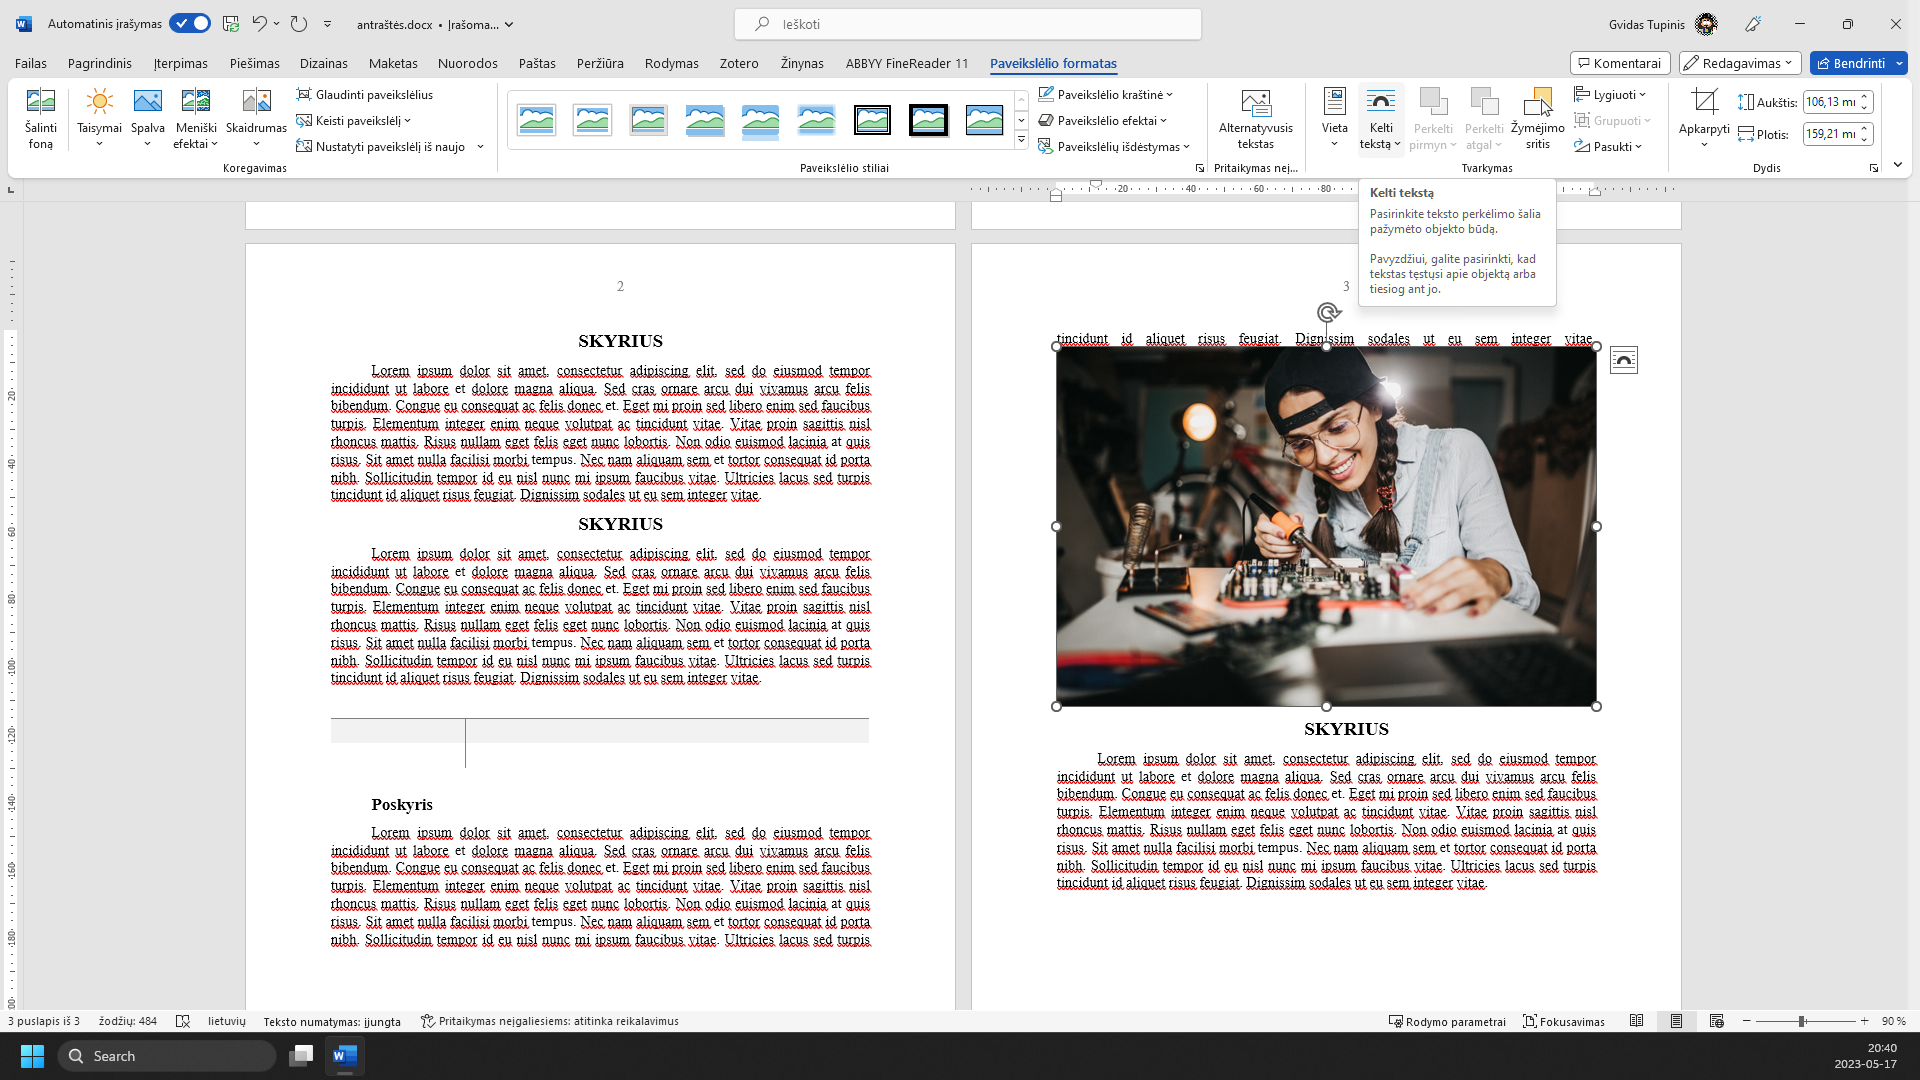 Automatinis įrašymas
antraštės.docx • Įrašoma...
Ieškoti
Gvidas Tupinis
Failas
Pagrindinis
Įterpimas
Piešimas
Dizainas
Maketas
Nuorodos
Paštas
Peržiūra
Rodymas
Zotero
Žinynas
ABBYY FineReader 11
Paveikslėlio formatas
Komentarai
Redagavimas
Bendrinti
Šalinti foną
Taisymai
Spalva
Meniški efektai
Skaidrumas
Glaudinti paveikslėlius
Keisti paveikslėlį
Nustatyti paveikslėlį iš naujo
Koregavimas
Paveikslėlio stiliai
Paveikslėlio kraštinė
Paveikslėlio efektai
Paveikslėlių išdėstymas
Alternatyvusis tekstas
Pritaikymas nej...
Vieta
Kelti tekstą
Perkelti pirmyn
Perkelti atgal
Žymėjimo sritis
Lygiuoti
Grupuoti
Pasukti
Tvarkymas
Apkarpyti
Aukštis: 106,13 mı
Plotis: 159,21 mı
Dydis
20 40 60 80
Kelti tekstą
Pasirinkite teksto perkėlimo šalia
pažymėto objekto būdą.
Pavyzdžiui, galite pasirinkti, kad
tekstas tęstųsi apie objektą arba
tiesiog ant jo.
2
SKYRIUS
Lorem ipsum dolor sit amet, consectetur adipiscing elit, sed do eiusmod tempor
incididunt ut labore et dolore magna aliqua. Sed cras ornare arcu dui vivamus arcu felis
bibendum. Congue eu consequat ac felis donec et. Eget mi proin sed libero enim sed faucibus
turpis. Elementum integer enim neque volutpat ac tincidunt vitae. Vitae proin sagittis nisl
rhoncus mattis. Risus nullam eget felis eget nunc lobortis. Non odio euismod lacinia at quis
risus. Sit amet nulla facilisi morbi tempus. Nec nam aliquam sem et tortor consequat id porta
nibh. Sollicitudin tempor id eu nisl nunc mi ipsum faucibus vitae. Ultricies lacus sed turpis
tincidunt id aliquet risus feugiat. Dignissim sodales ut eu sem integer vitae.
SKYRIUS
Lorem ipsum dolor sit amet, consectetur adipiscing elit, sed do eiusmod tempor
incididunt ut labore et dolore magna aliqua. Sed cras ornare arcu dui vivamus arcu felis
bibendum. Congue eu consequat ac felis donec et. Eget mi proin sed libero enim sed faucibus
turpis. Elementum integer enim neque volutpat ac tincidunt vitae. Vitae proin sagittis nisl
rhoncus mattis. Risus nullam eget felis eget nunc lobortis. Non odio euismod lacinia at quis
risus. Sit amet nulla facilisi morbi tempus. Nec nam aliquam sem et tortor consequat id porta
nibh. Sollicitudin tempor id eu nisl nunc mi ipsum faucibus vitae. Ultricies lacus sed turpis
tincidunt id aliquet risus feugiat. Dignissim sodales ut eu sem integer vitae.
Poskyris
Lorem ipsum dolor sit amet, consectetur adipiscing elit, sed do eiusmod tempor
incididunt ut labore et dolore magna aliqua. Sed cras ornare arcu dui vivamus arcu felis
bibendum. Congue eu consequat ac felis donec et. Eget mi proin sed libero enim sed faucibus
turpis. Elementum integer enim neque volutpat ac tincidunt vitae. Vitae proin sagittis nisl
rhoncus mattis. Risus nullam eget felis eget nunc lobortis. Non odio euismod lacinia at quis
risus. Sit amet nulla facilisi morbi tempus. Nec nam aliquam sem et tortor consequat id porta
nibh. Sollicitudin tempor id eu nisl nunc mi ipsum faucibus vitae. Ultricies lacus sed turpis
3
tincidunt id aliquet risus feugiat. Dignissim sodales ut eu sem integer vitae.
SKYRIUS
Lorem ipsum dolor sit amet, consectetur adipiscing elit, sed do eiusmod tempor
incididunt ut labore et dolore magna aliqua. Sed cras ornare arcu dui vivamus arcu felis
bibendum. Congue eu consequat ac felis donec et. Eget mi proin sed libero enim sed faucibus
turpis. Elementum integer enim neque volutpat ac tincidunt vitae. Vitae proin sagittis nisl
rhoncus mattis. Risus nullam eget felis eget nunc lobortis. Non odio euismod lacinia at quis
risus. Sit amet nulla facilisi morbi tempus. Nec nam aliquam sem et tortor consequat id porta
nibh. Sollicitudin tempor id eu nisl nunc mi ipsum faucibus vitae. Ultricies lacus sed turpis
tincidunt id aliquet risus feugiat. Dignissim sodales ut eu sem integer vitae.
20
40
60
80
100
120
140
160
180
200
3 puslapis iš 3
žodžių: 484
lietuvių
Teksto numatymas: įjungta
Pritaikymas neįgaliesiems: atitinka reikalavimus
Rodymo parametrai
Fokusavimas
90 %
Search
20:40
2023-05-17